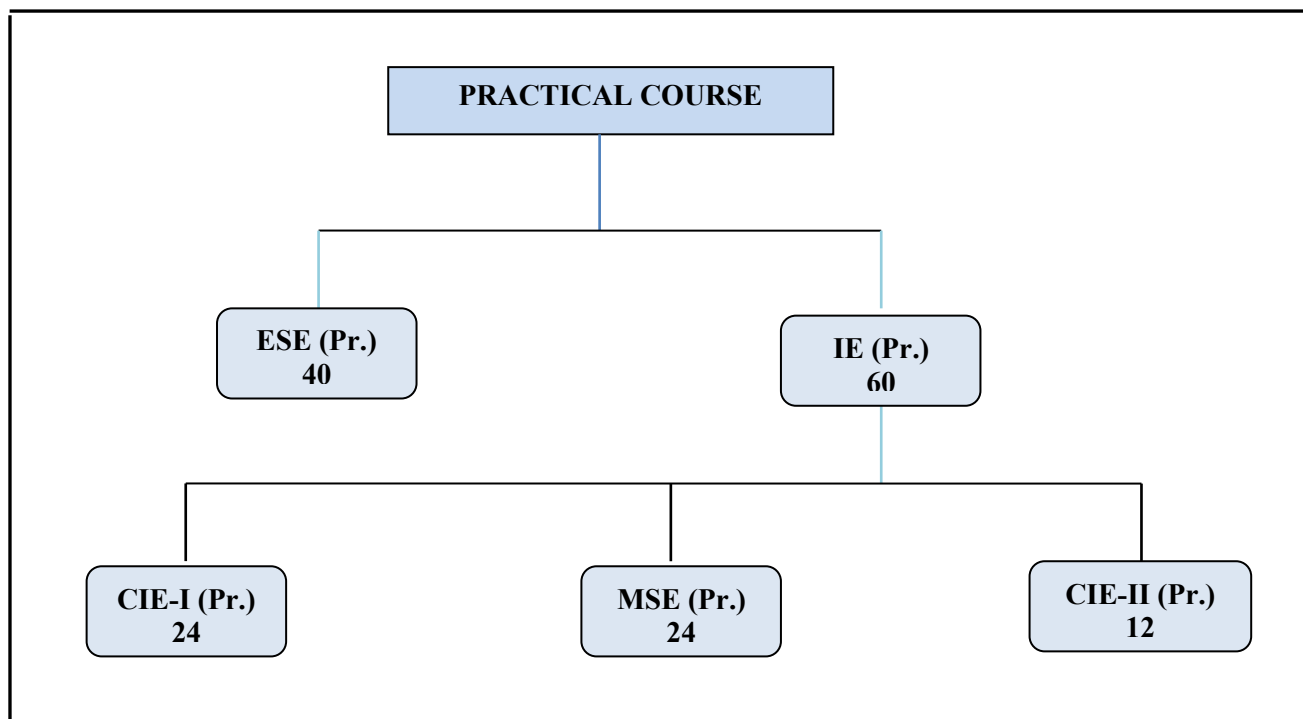 PRACTICAL COURSE
ESE (Pr.)
40
IE (Pr.)
60
CIE-I (Pr.)
24
MSE (Pr.)
24
CIE-II (Pr.)
12